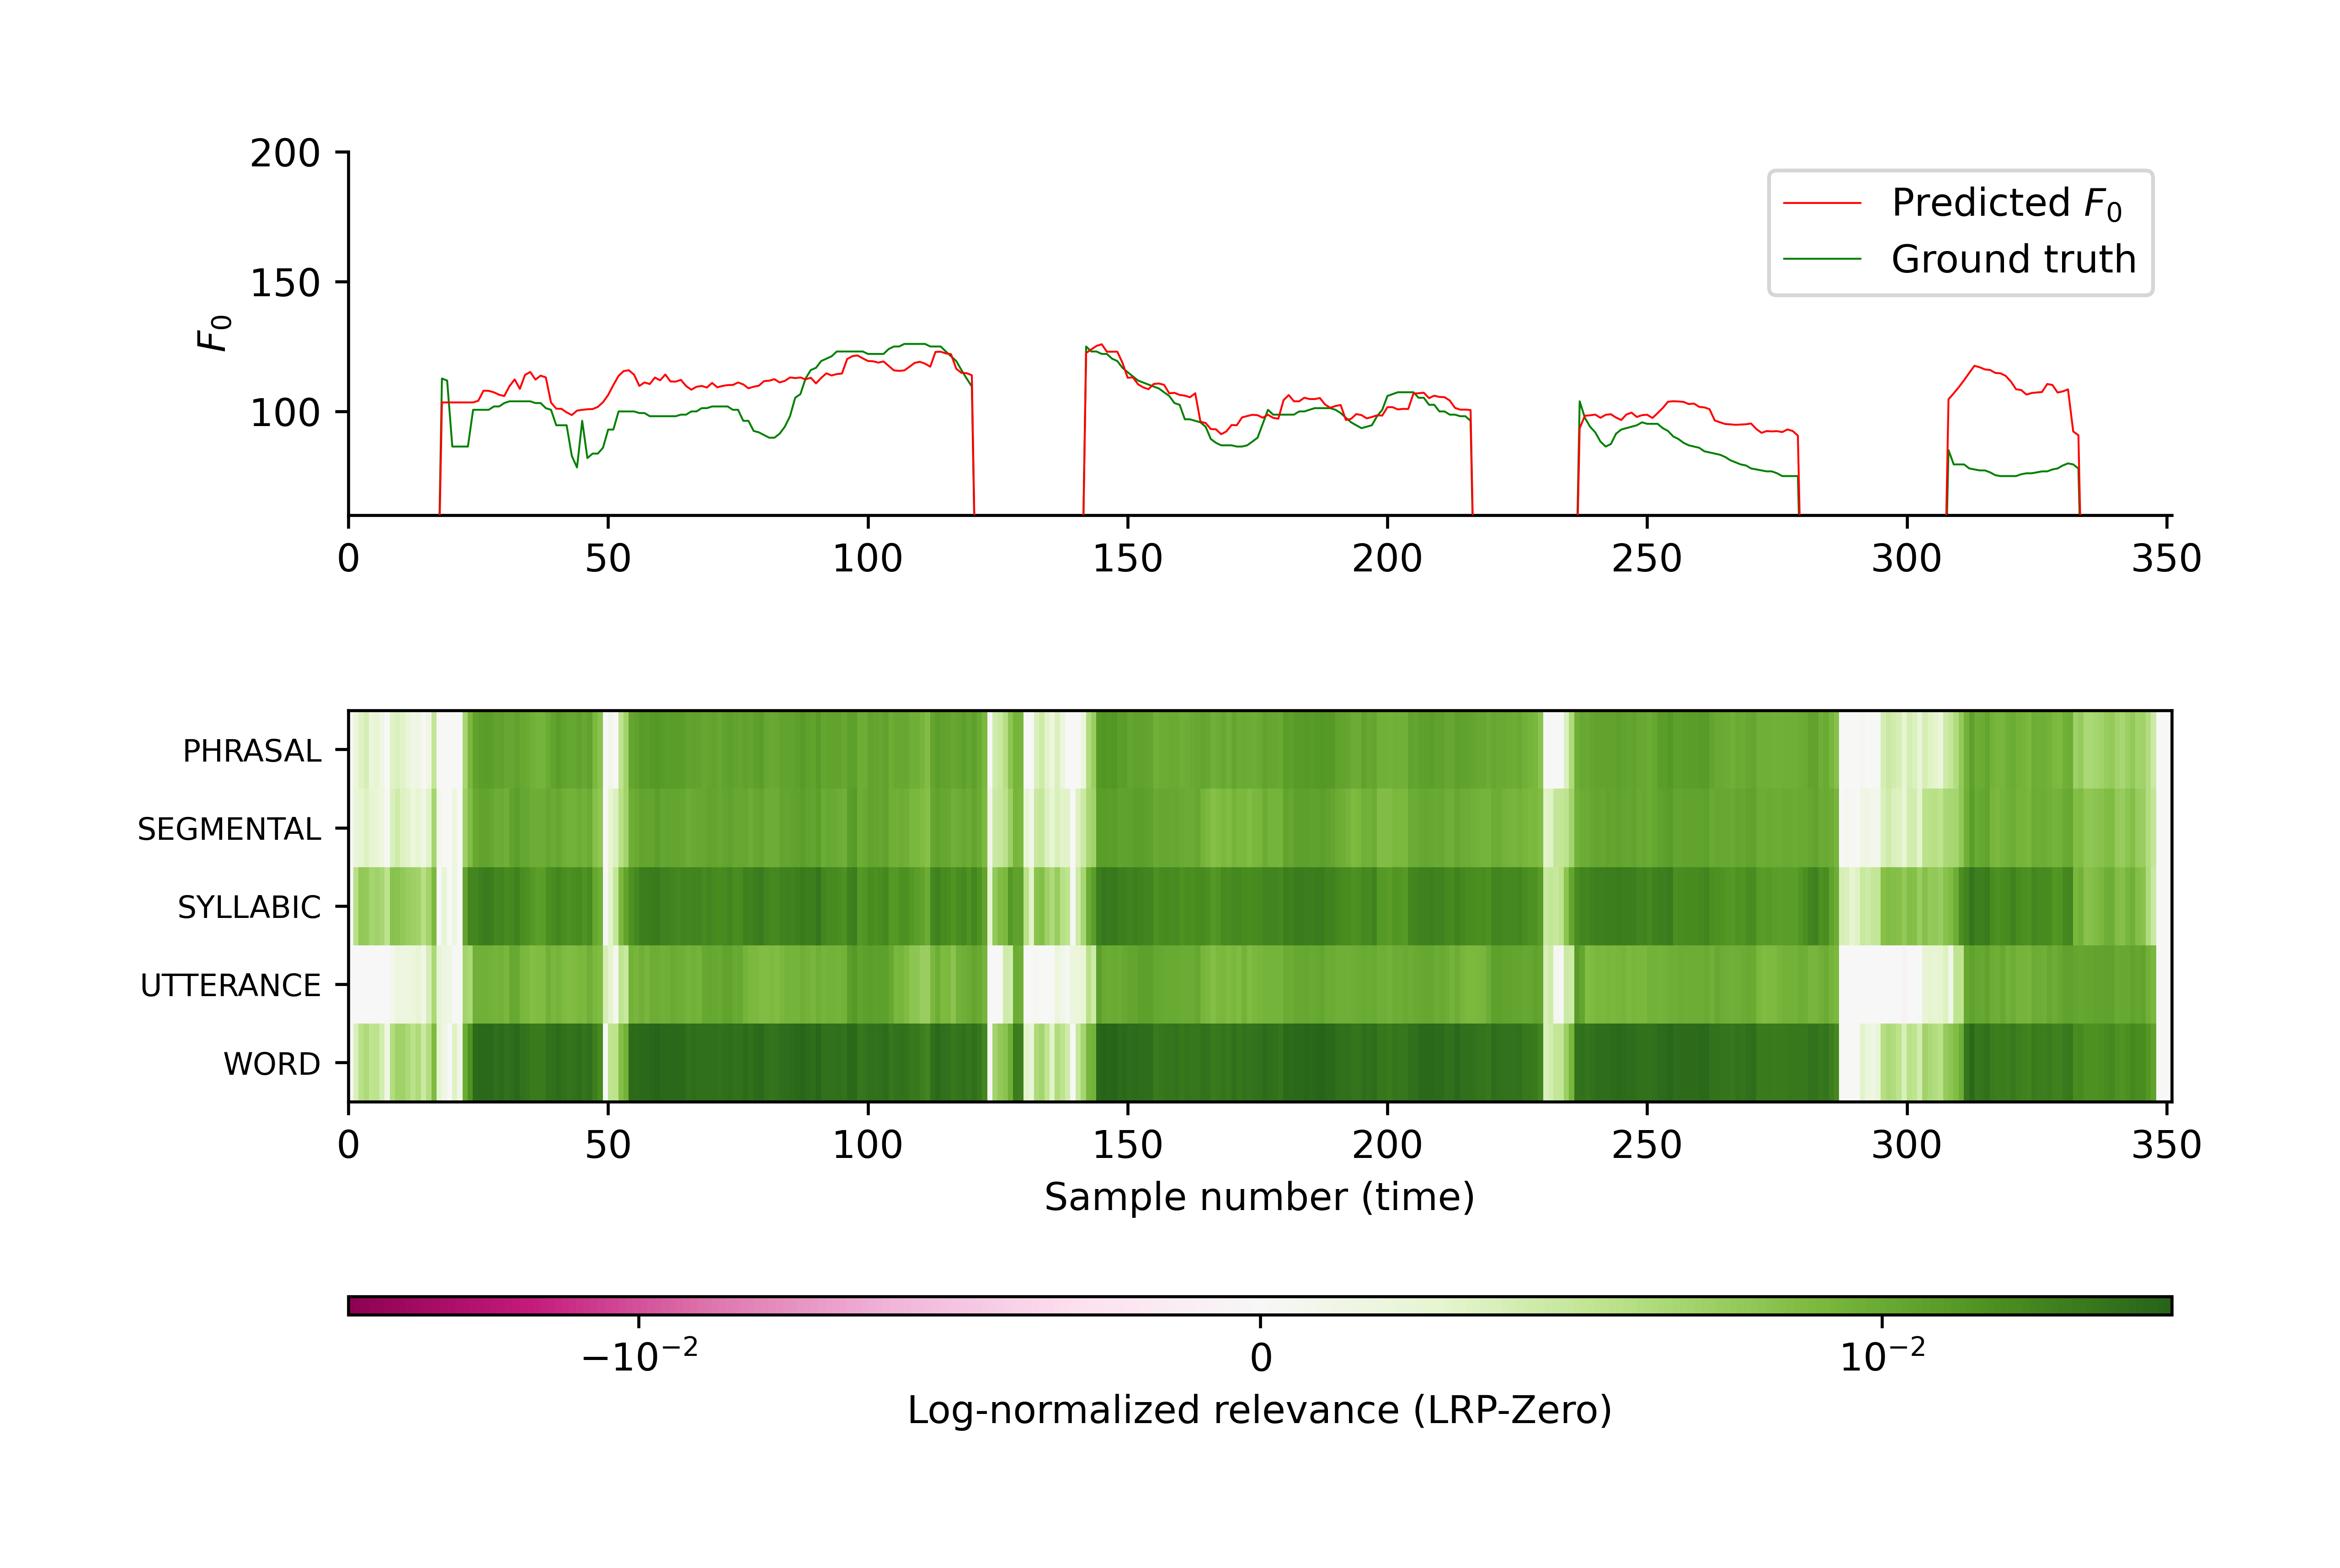 200
150
100
F0
Predicted F0
Ground truth
0 50 100 150 200 250 300 350
PHRASAL
SEGMENTAL
SYLLABIC
UTTERANCE
WORD
0 50 100 150 200 250 300 350
Sample number (time)
−10⁻² 0 10⁻²
Log-normalized relevance (LRP-Zero)